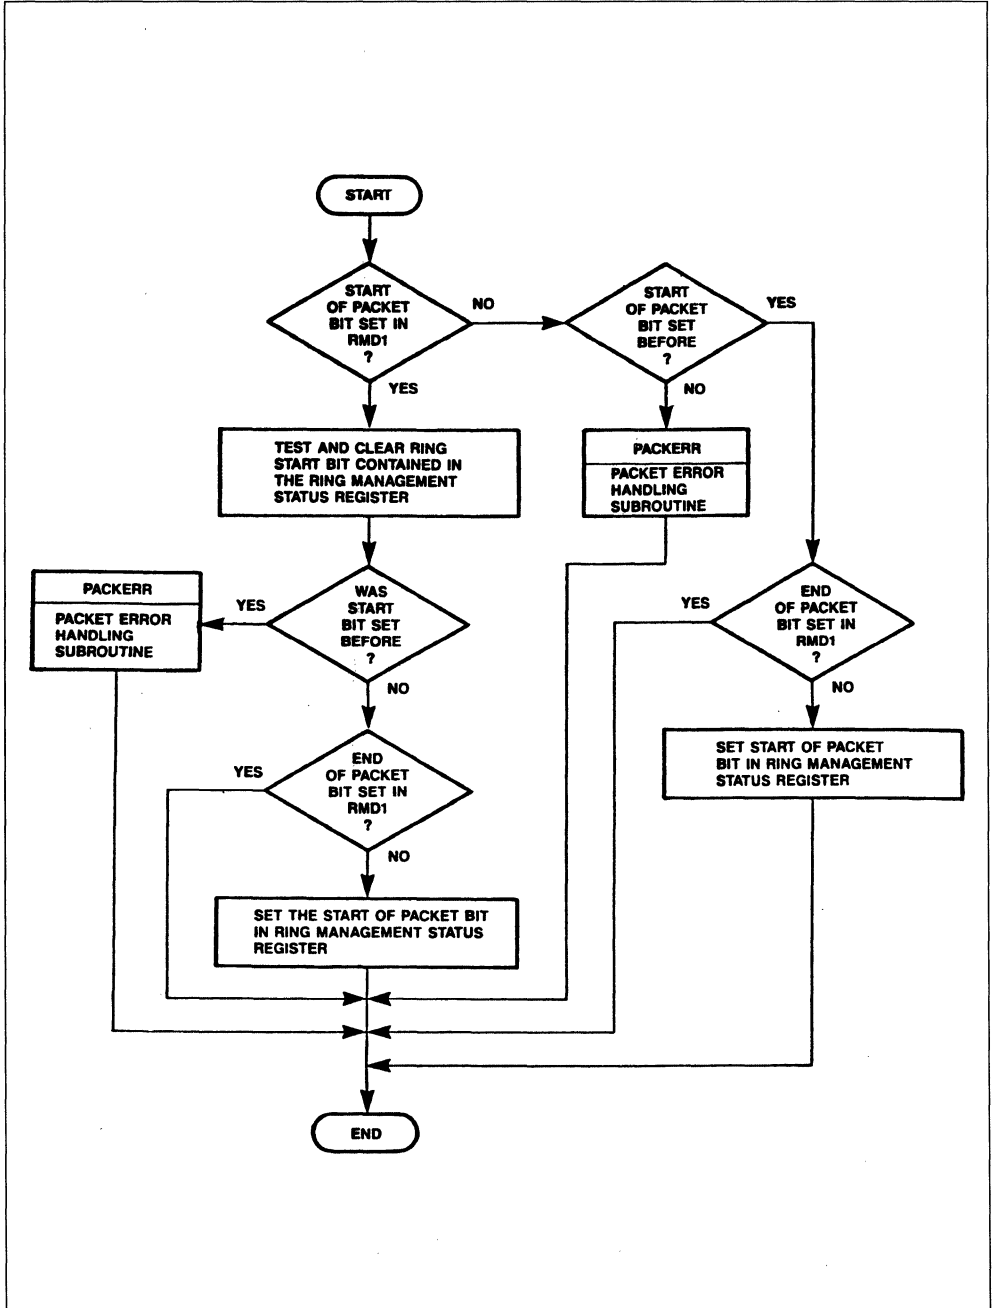 START
START
OF PACKET
BIT SET IN
RMD1
?
NO
START
OF PACKET
BIT SET
BEFORE
?
YES
YES
NO
TEST AND CLEAR RING
START BIT CONTAINED IN
THE RING MANAGEMENT
STATUS REGISTER
PACKERR
PACKET ERROR
HANDLING
SUBROUTINE
PACKERR
PACKET ERROR
HANDLING
SUBROUTINE
YES
WAS
START
BIT SET
BEFORE
?
NO
YES
END
OF PACKET
BIT SET IN
RMD1
?
NO
YES
END
OF PACKET
BIT SET IN
RMD1
?
NO
SET START OF PACKET
BIT IN RING MANAGEMENT
STATUS REGISTER
SET THE START OF PACKET BIT
IN RING MANAGEMENT STATUS
REGISTER
END